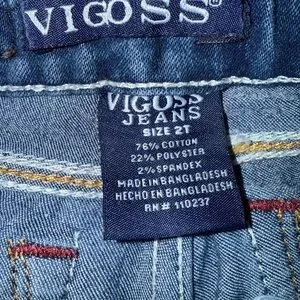 VIGOSS®
VIGOSS
JEANS
SIZE 2T
76% COTTON
22% POLYSTER
2% SPANDEX
MADE IN BANGLADESH
HECHO EN BANGLADESH
RN# 110237